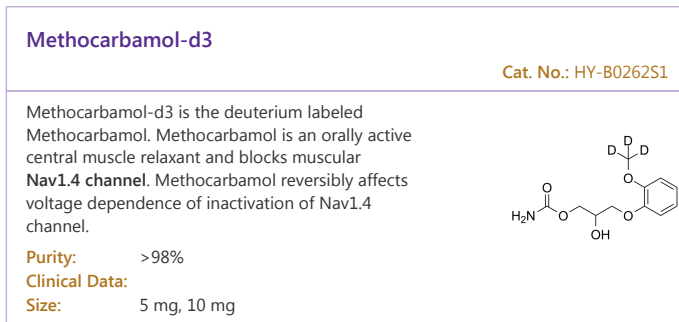 Methocarbamol-d3
Cat. No.: HY-B0262S1
Methocarbamol-d3 is the deuterium labeled
Methocarbamol. Methocarbamol is an orally active
central muscle relaxant and blocks muscular
Nav1.4 channel. Methocarbamol reversibly affects
voltage dependence of inactivation of Nav1.4
channel.
Purity: >98%
Clinical Data:
Size: 5 mg, 10 mg
D
D D
O
O
H₂N O O
OH